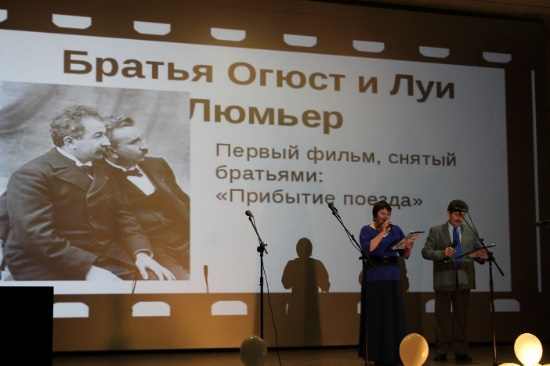 Братья Огюст и Луи
Люмьер
Первый фильм, снятый
братьями:
«Прибытие поезда»